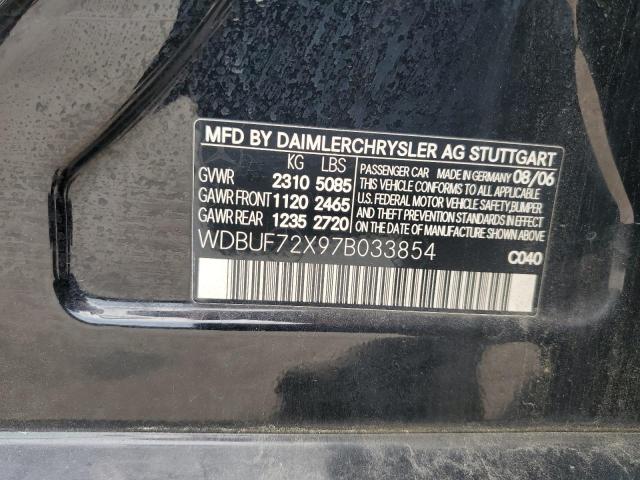 MFD BY DAIMLERCHRYSLER AG STUTTGART
KG LBS
GVWR 2310 5085
GAWR FRONT 1120 2465
GAWR REAR 1235 2720
PASSENGER CAR MADE IN GERMANY 08/06
THIS VEHICLE CONFORMS TO ALL APPLICABLE
U.S. FEDERAL MOTOR VEHICLE SAFETY,BUMPER
AND THEFT PREVENTION STANDARDS IN EFFECT
ON THE DATE OF MANUFACTURE SHOWN ABOVE.
WDBUF72X97B033854
C040